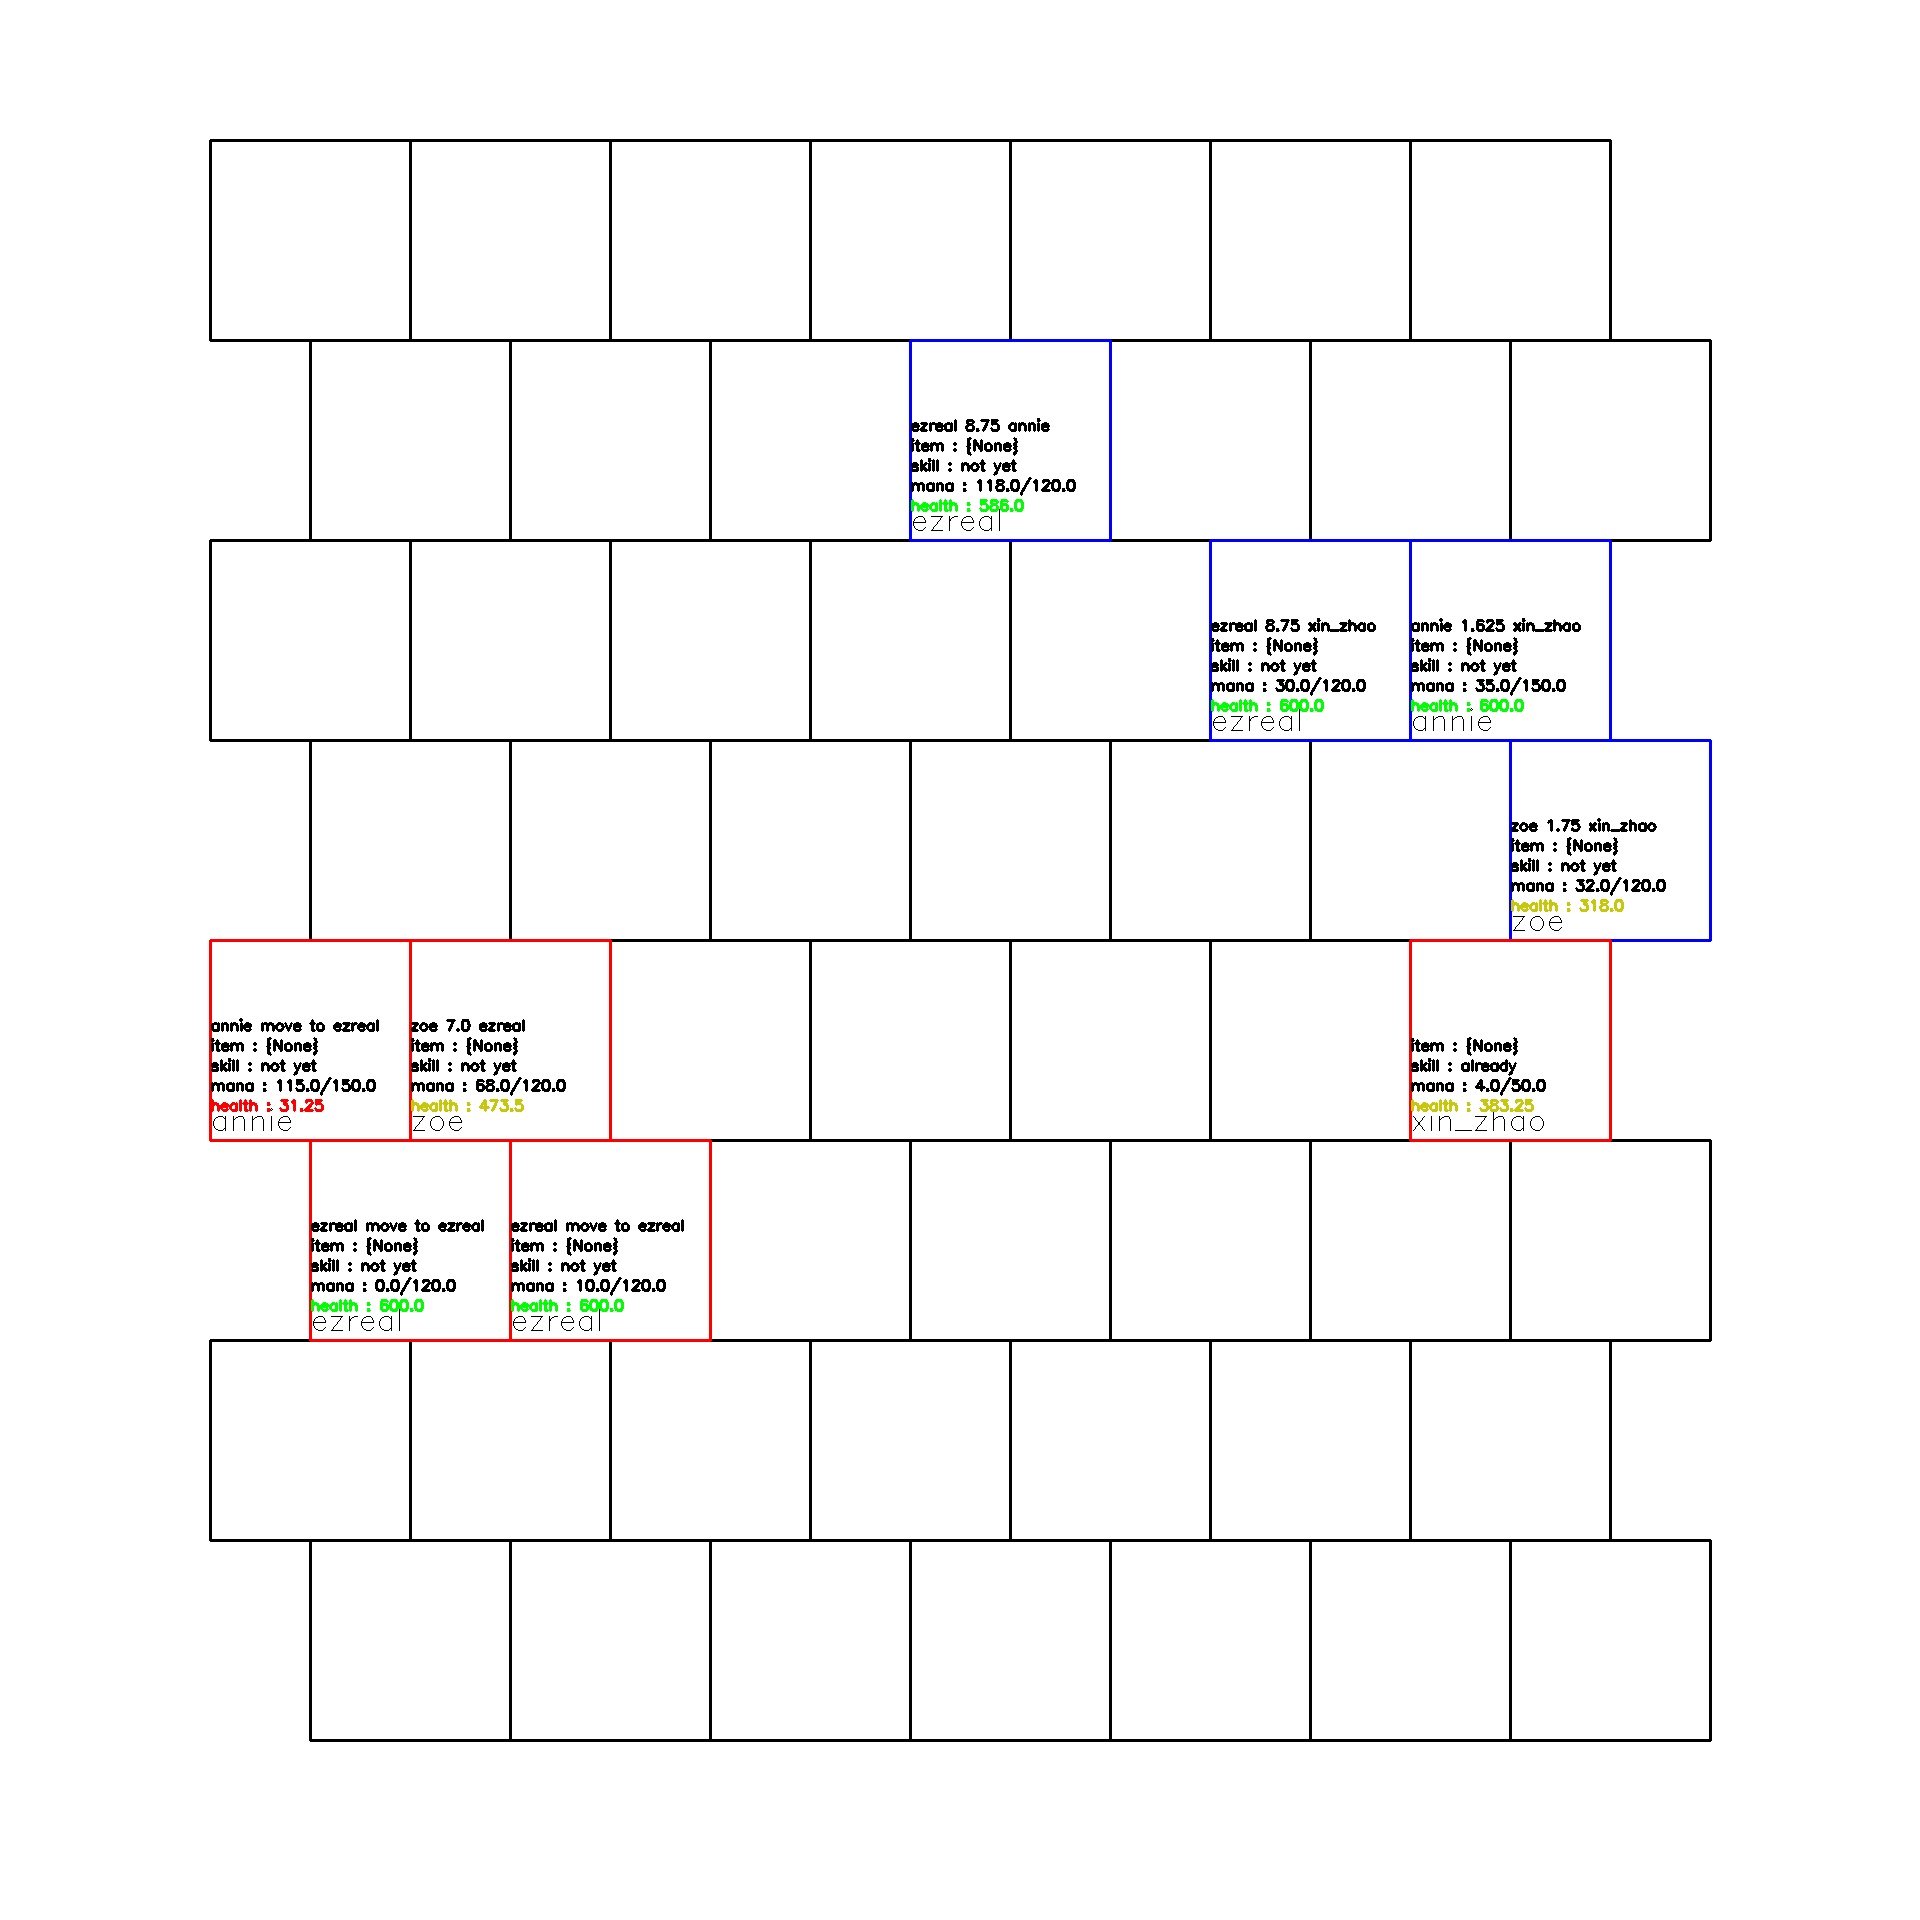 ezreal 8.75 annie
item : {None}
skill : not yet
mana : 118.0/120.0
health : 586.0
ezreal
ezreal 8.75 xin_zhao
item : {None}
skill : not yet
mana : 30.0/120.0
health : 600.0
ezreal
annie 1.625 xin_zhao
item : {None}
skill : not yet
mana : 35.0/150.0
health : 600.0
annie
zoe 1.75 xin_zhao
item : {None}
skill : not yet
mana : 32.0/120.0
health : 318.0
zoe
annie move to ezreal
item : {None}
skill : not yet
mana : 115.0/150.0
health : 31.25
annie
zoe 7.0 ezreal
item : {None}
skill : not yet
mana : 68.0/120.0
health : 473.5
zoe
item : {None}
skill : already
mana : 4.0/50.0
health : 383.25
xin_zhao
ezreal move to ezreal
item : {None}
skill : not yet
mana : 0.0/120.0
health : 600.0
ezreal
ezreal move to ezreal
item : {None}
skill : not yet
mana : 10.0/120.0
health : 600.0
ezreal